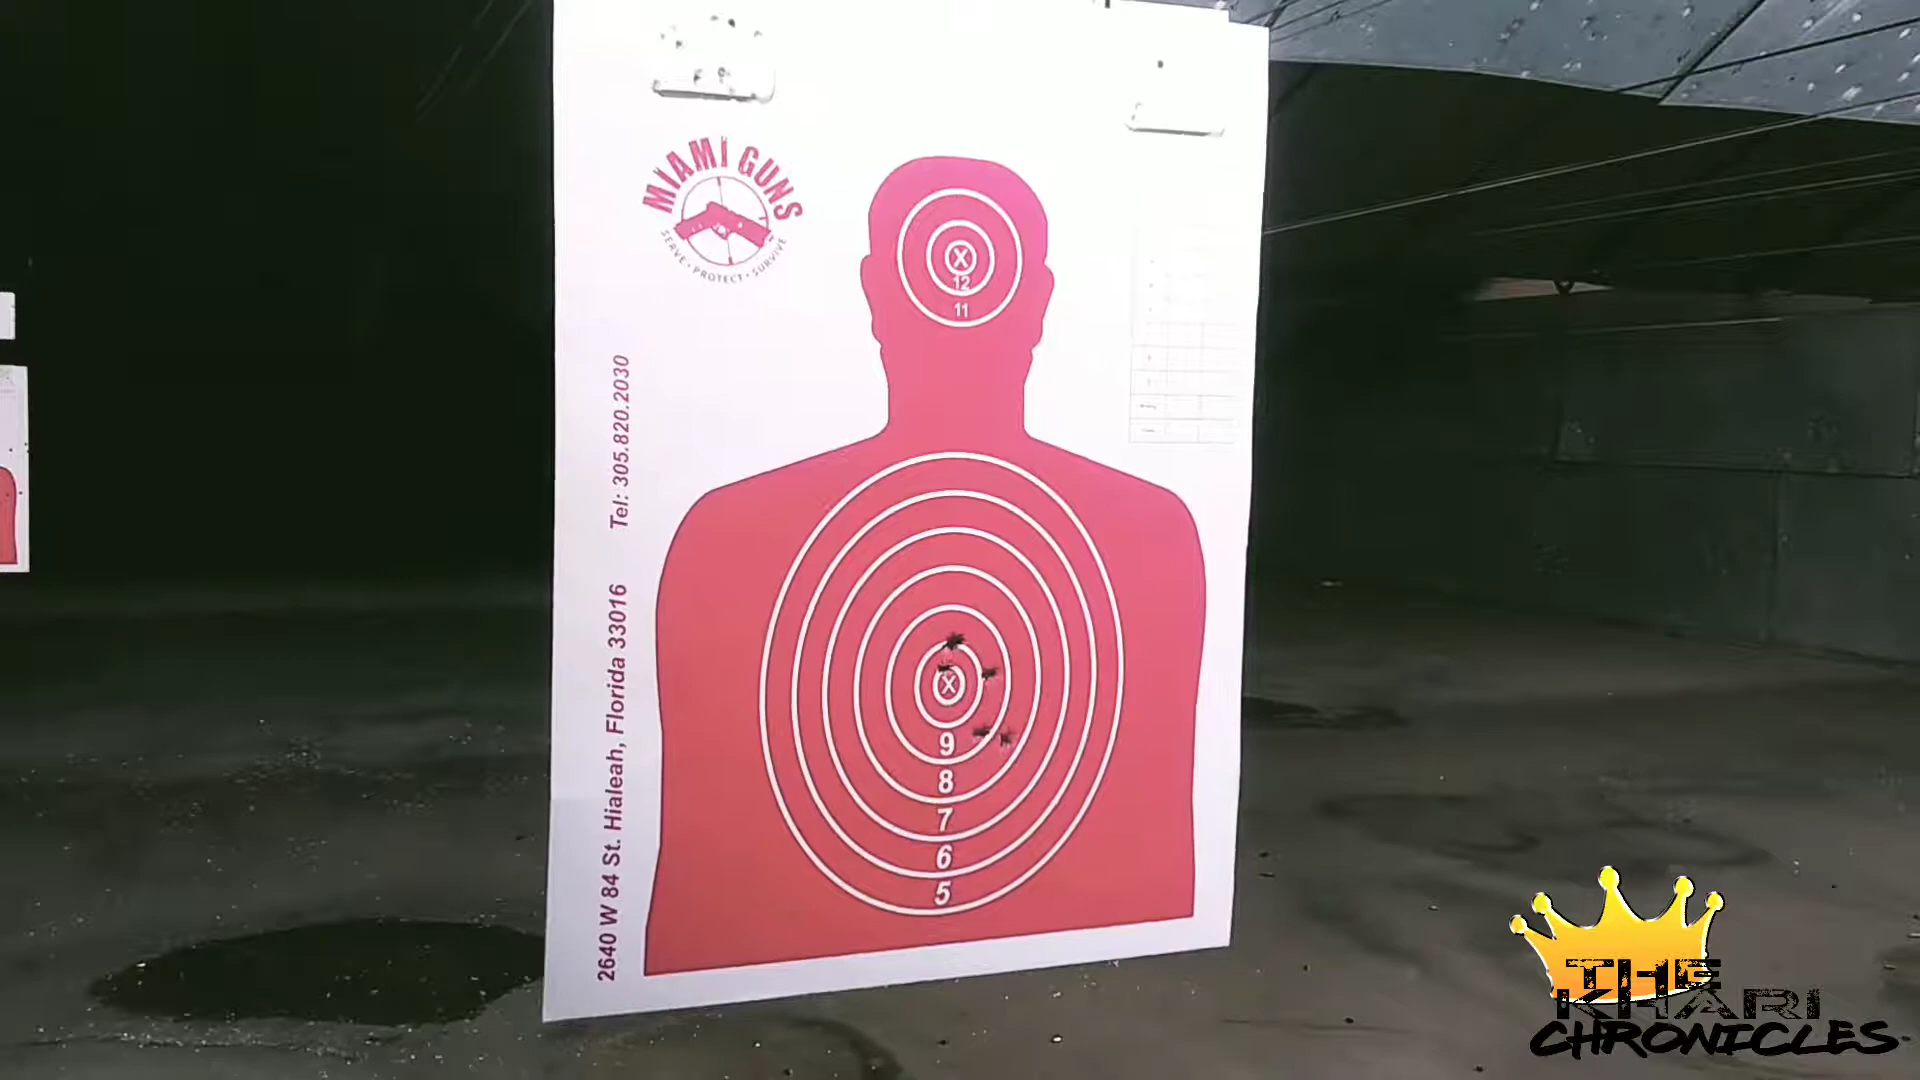 MIAMI GUNS
SERVE • PROTECT • SURVIVE
X
12
11
Tel: 305.820.2030
2640 W 84 St. Hialeah, Florida 33016
X
9
8
7
6
5
THE
KHARI
CHRONICLES